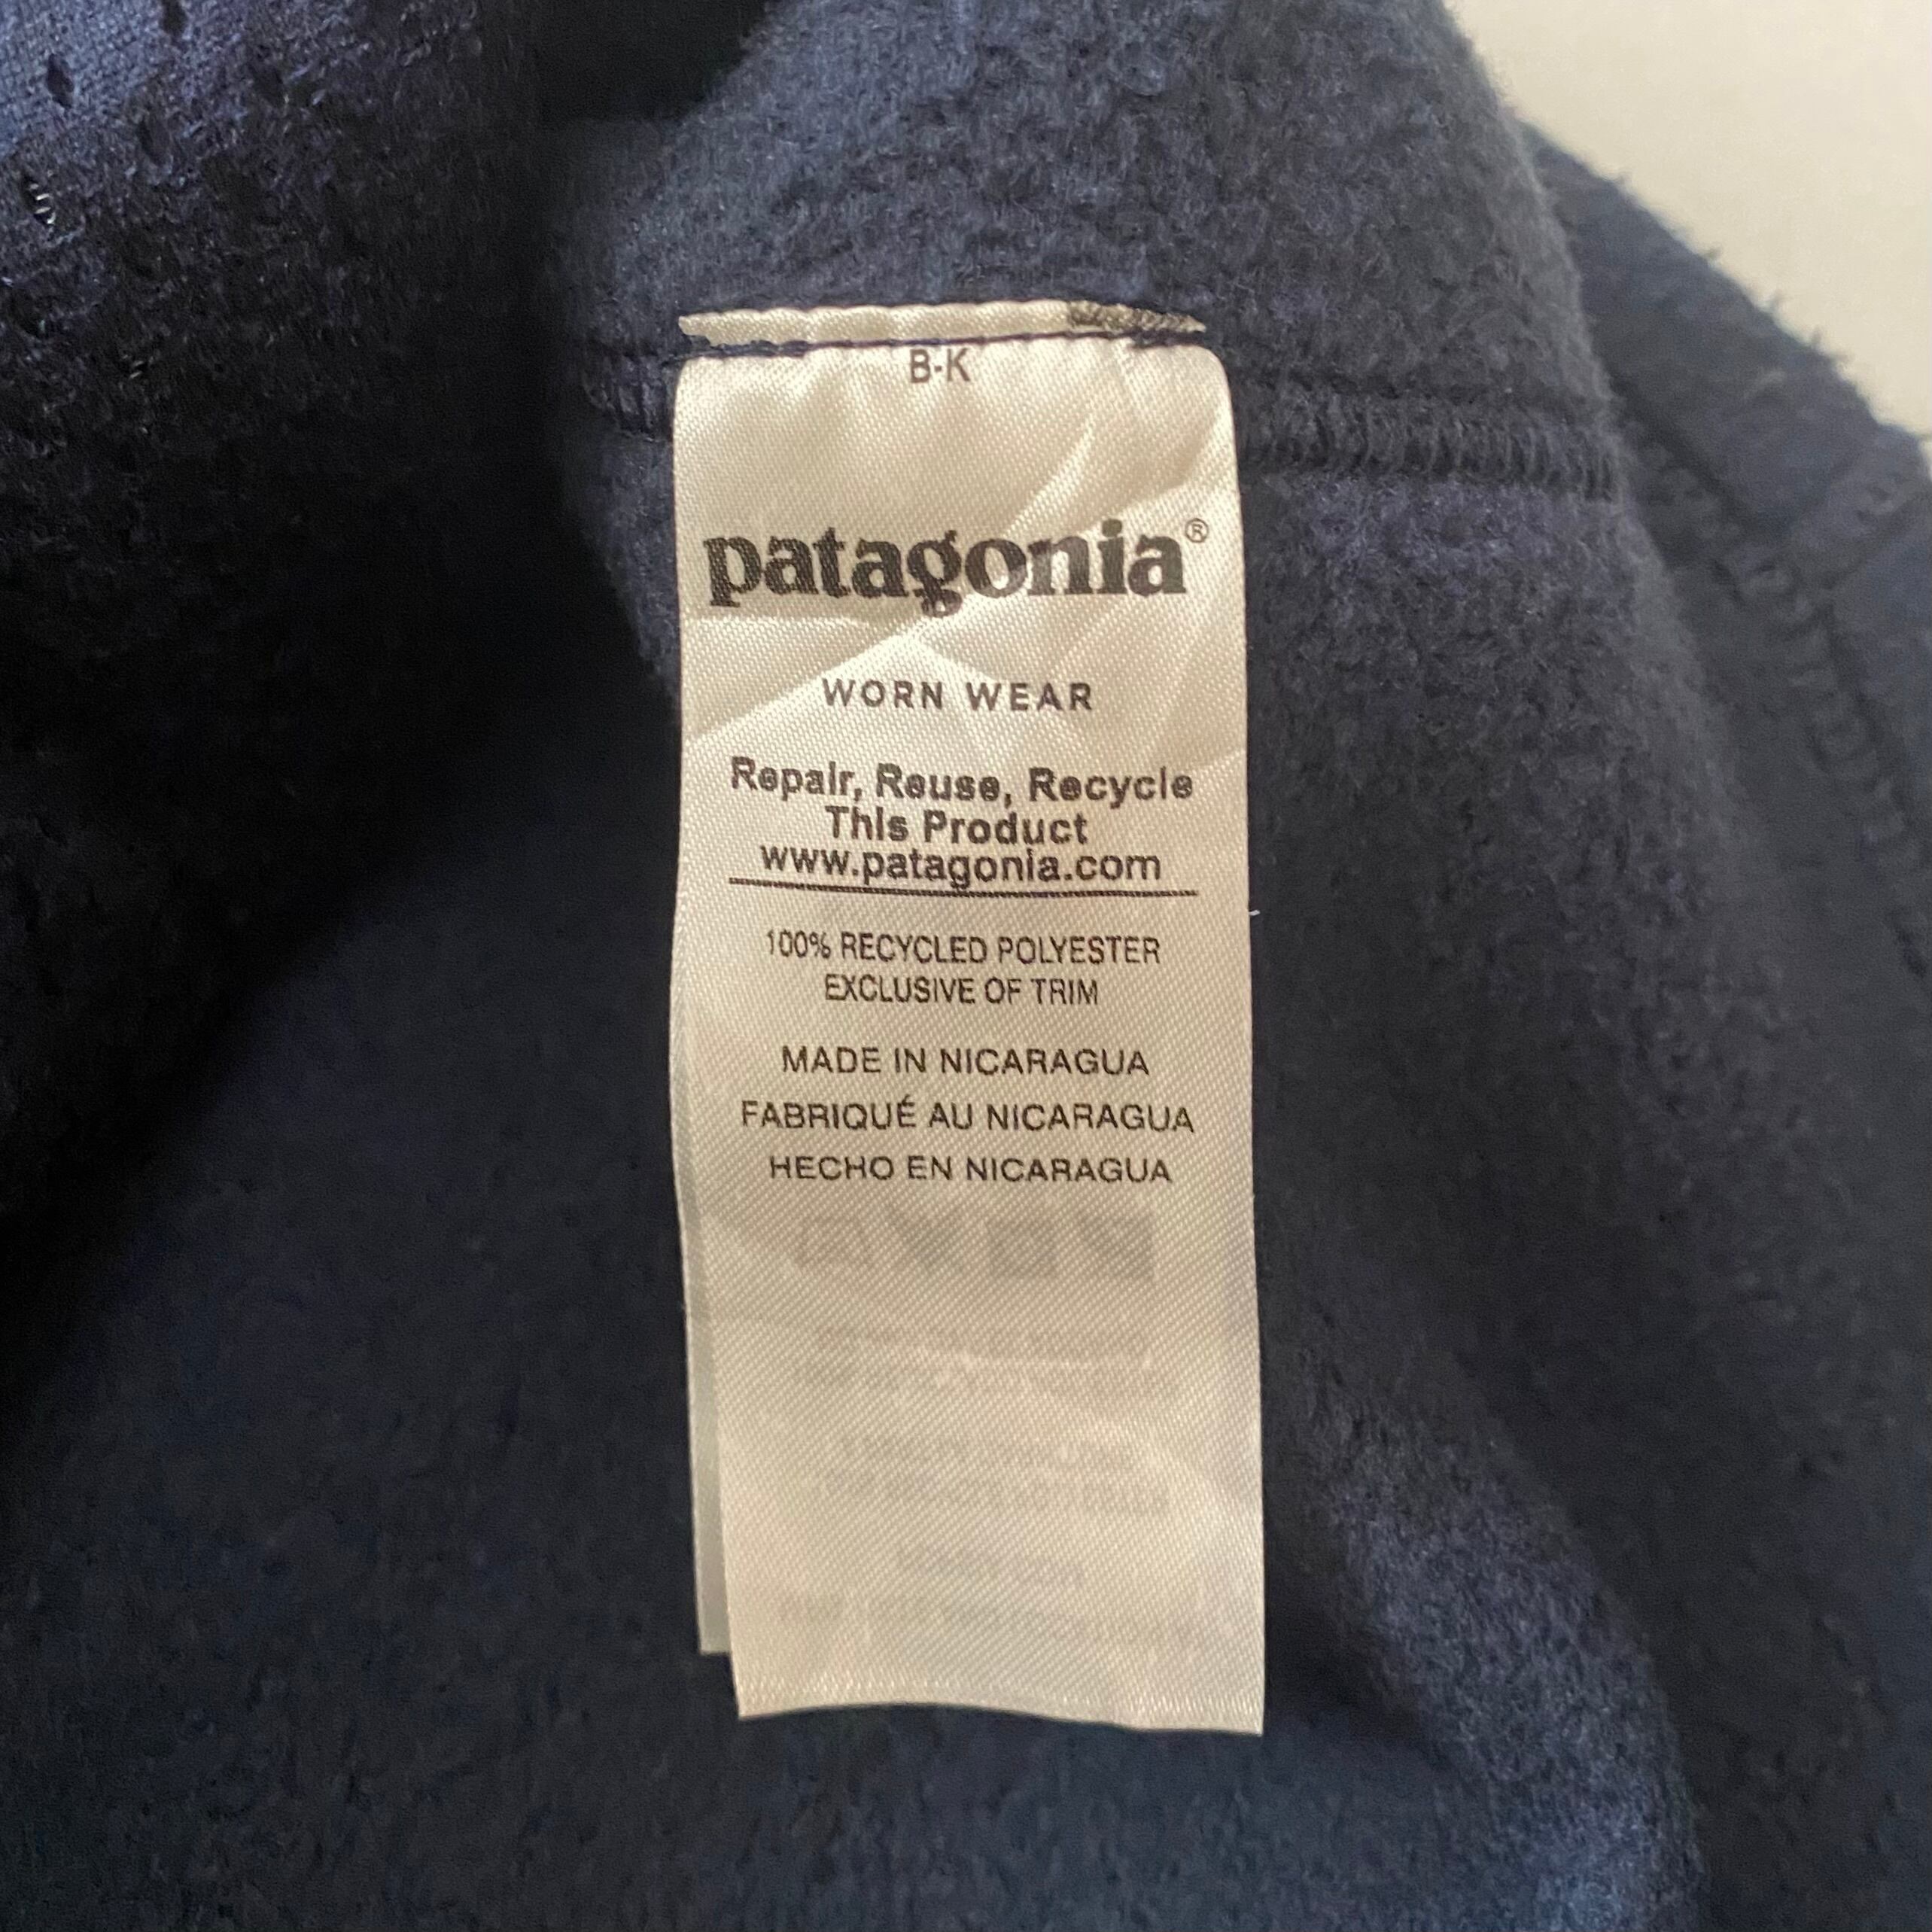 B-K
patagonia®
WORN WEAR
Repair, Reuse, Recycle
This Product
www.patagonia.com
100% RECYCLED POLYESTER
EXCLUSIVE OF TRIM
MADE IN NICARAGUA
FABRIQUÉ AU NICARAGUA
HECHO EN NICARAGUA